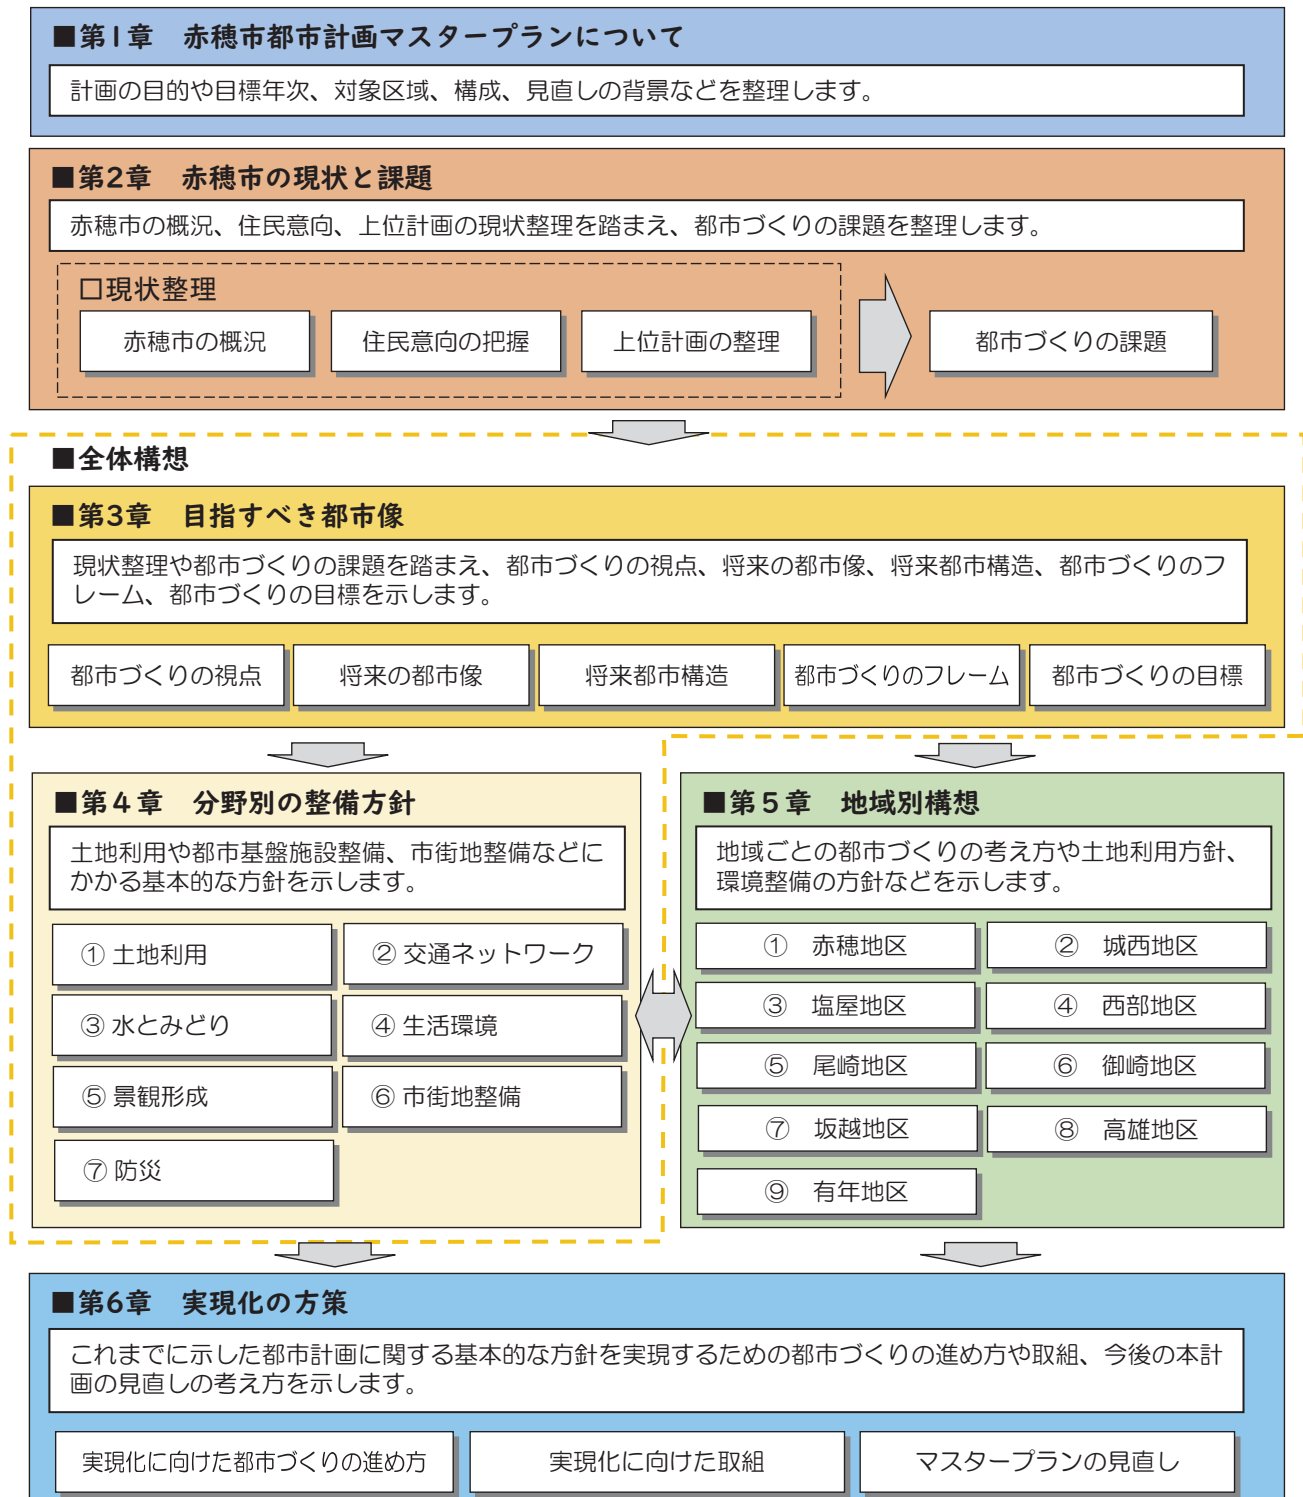 ■第1章　赤穂市都市計画マスタープランについて
計画の目的や目標年次、対象区域、構成、見直しの背景などを整理します。
■第2章　赤穂市の現状と課題
赤穂市の概況、住民意向、上位計画の現状整理を踏まえ、都市づくりの課題を整理します。
□現状整理
赤穂市の概況
住民意向の把握
上位計画の整理
都市づくりの課題
■全体構想
■第3章　目指すべき都市像
現状整理や都市づくりの課題を踏まえ、都市づくりの視点、将来の都市像、将来都市構造、都市づくりのフ
レーム、都市づくりの目標を示します。
都市づくりの視点
将来の都市像
将来都市構造
都市づくりのフレーム
都市づくりの目標
■第４章　分野別の整備方針
土地利用や都市基盤施設整備、市街地整備などに
かかる基本的な方針を示します。
① 土地利用
② 交通ネットワーク
③ 水とみどり
④ 生活環境
⑤ 景観形成
⑥ 市街地整備
⑦ 防災
■第５章　地域別構想
地域ごとの都市づくりの考え方や土地利用方針、
環境整備の方針などを示します。
①　赤穂地区
②　城西地区
③　塩屋地区
④　西部地区
⑤　尾崎地区
⑥　御崎地区
⑦　坂越地区
⑧　高雄地区
⑨　有年地区
■第6章　実現化の方策
これまでに示した都市計画に関する基本的な方針を実現するための都市づくりの進め方や取組、今後の本計
画の見直しの考え方を示します。
実現化に向けた都市づくりの進め方
実現化に向けた取組
マスタープランの見直し